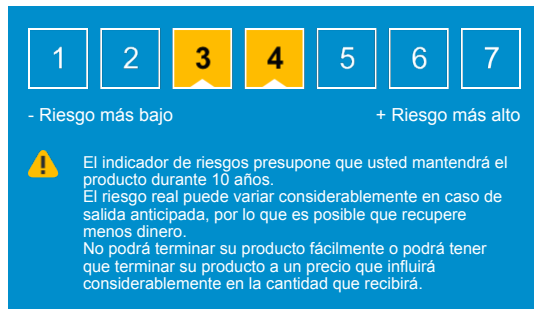 1 2 3 4 5 6 7
- Riesgo más bajo + Riesgo más alto
El indicador de riesgos presupone que usted mantendrá el
producto durante 10 años.
El riesgo real puede variar considerablemente en caso de
salida anticipada, por lo que es posible que recupere
menos dinero.
No podrá terminar su producto fácilmente o podrá tener
que terminar su producto a un precio que influirá
considerablemente en la cantidad que recibirá.